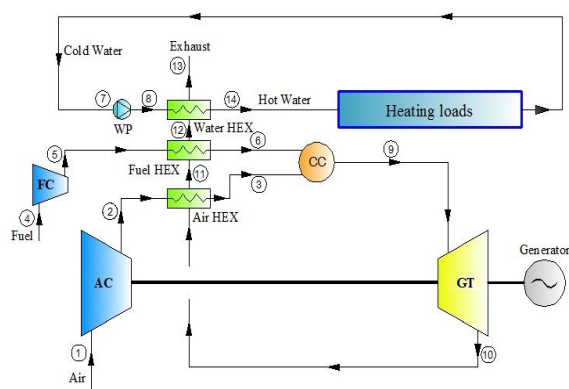 Exhaust
Cold Water
13
7
8
14
Hot Water
Heating loads
WP
12
Water HEX
5
6
9
CC
Fuel HEX
FC
11
3
2
4
Air HEX
Fuel
Generator
AC
GT
1
10
Air